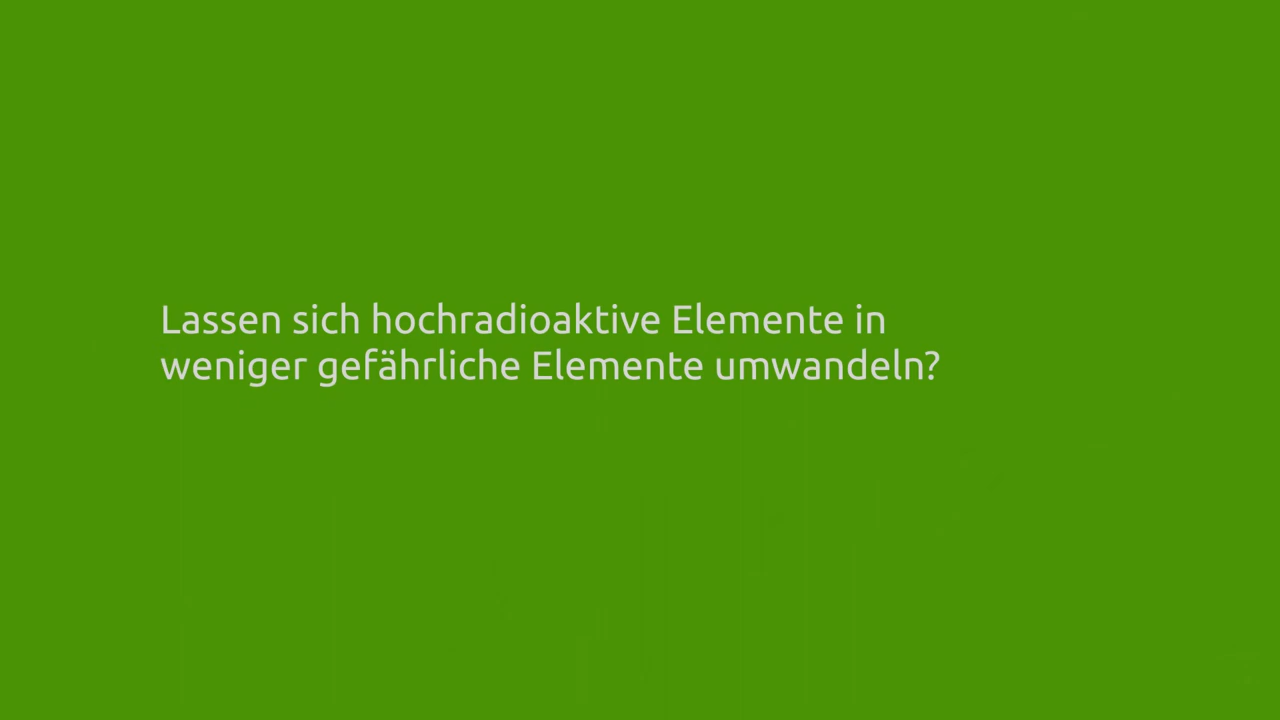 Lassen sich hochradioaktive Elemente in
weniger gefährliche Elemente umwandeln?